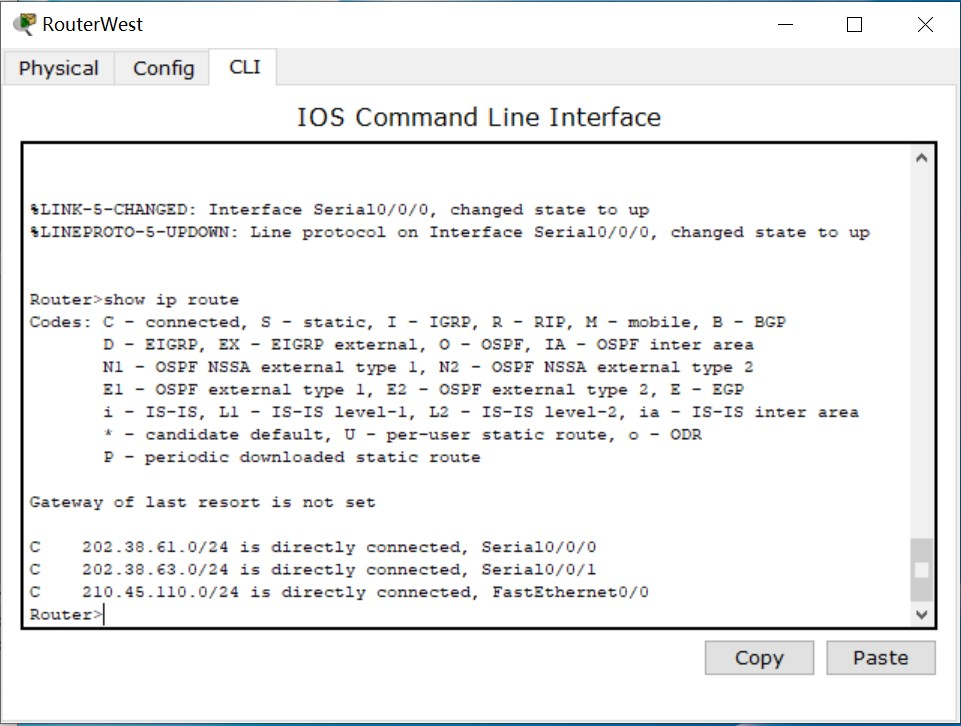 RouterWest
Physical Config CLI
IOS Command Line Interface
%LINK-5-CHANGED: Interface Serial0/0/0, changed state to up
%LINEPROTO-5-UPDOWN: Line protocol on Interface Serial0/0/0, changed state to up
Router>show ip route
Codes: C - connected, S - static, I - IGRP, R - RIP, M - mobile, B - BGP
D - EIGRP, EX - EIGRP external, O - OSPF, IA - OSPF inter area
N1 - OSPF NSSA external type 1, N2 - OSPF NSSA external type 2
E1 - OSPF external type 1, E2 - OSPF external type 2, E - EGP
i - IS-IS, L1 - IS-IS level-1, L2 - IS-IS level-2, ia - IS-IS inter area
* - candidate default, U - per-user static route, o - ODR
P - periodic downloaded static route
Gateway of last resort is not set
C    202.38.61.0/24 is directly connected, Serial0/0/0
C    202.38.63.0/24 is directly connected, Serial0/0/1
C    210.45.110.0/24 is directly connected, FastEthernet0/0
Router>
Copy Paste